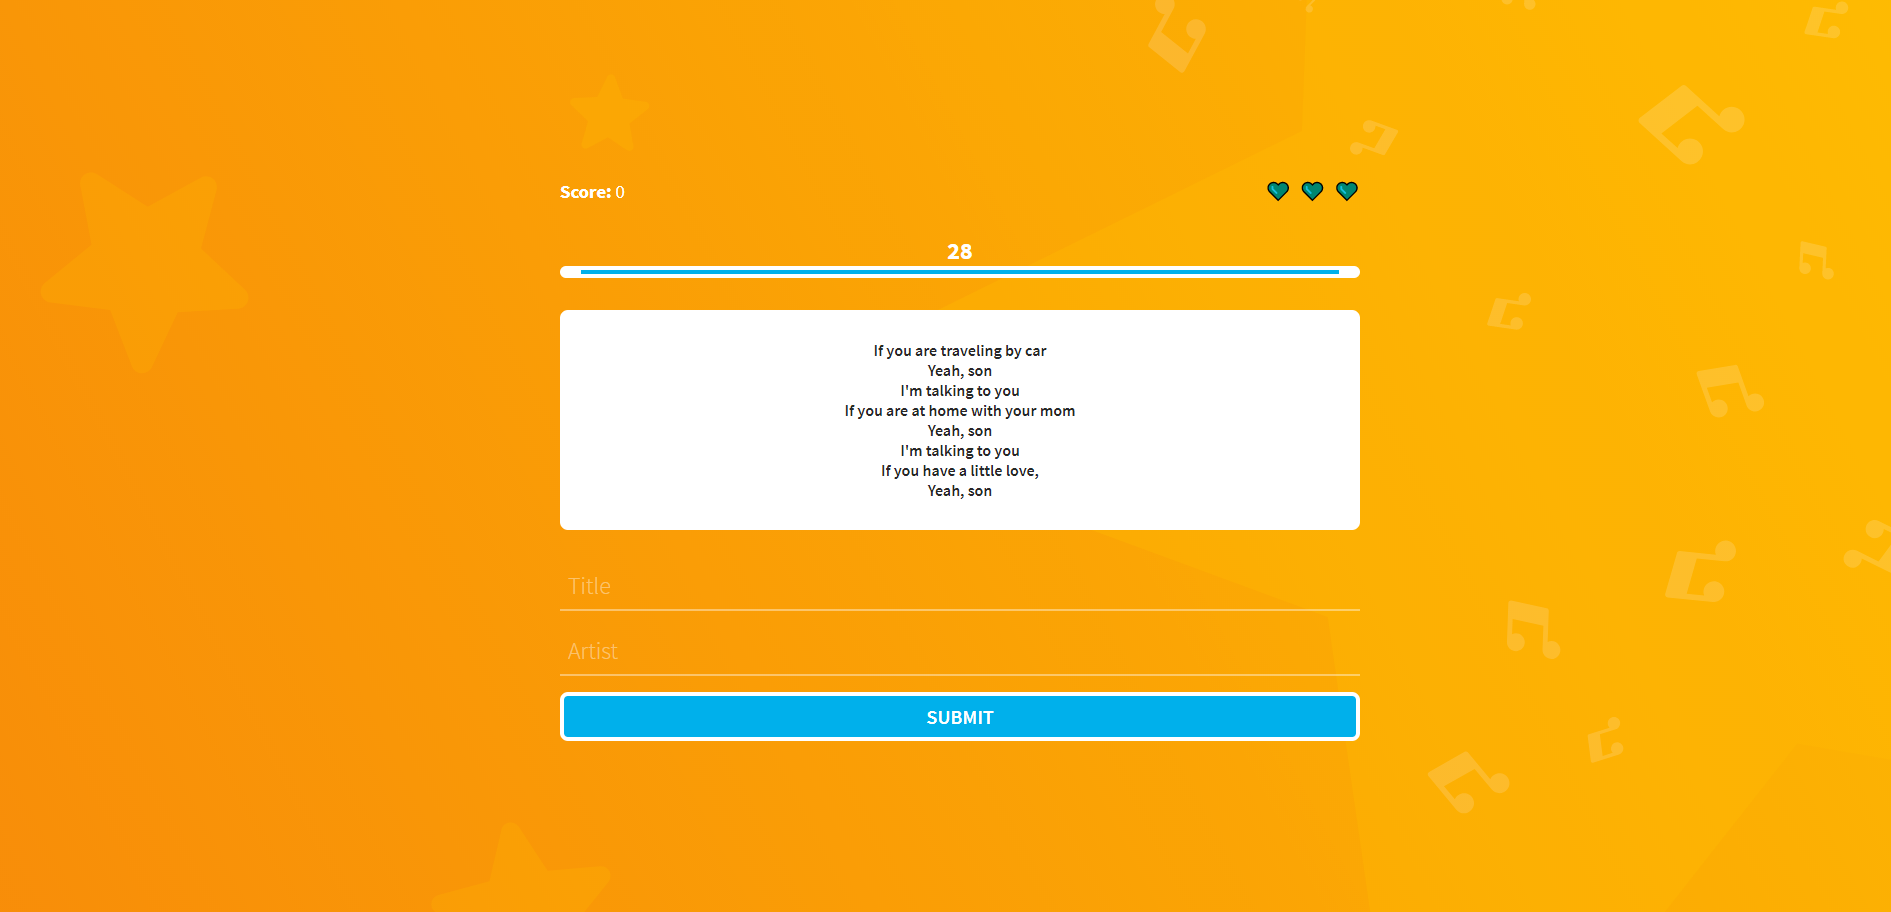 Score: 0
28
If you are traveling by car
Yeah, son
I'm talking to you
If you are at home with your mom
Yeah, son
I'm talking to you
If you have a little love,
Yeah, son
Title
Artist
SUBMIT